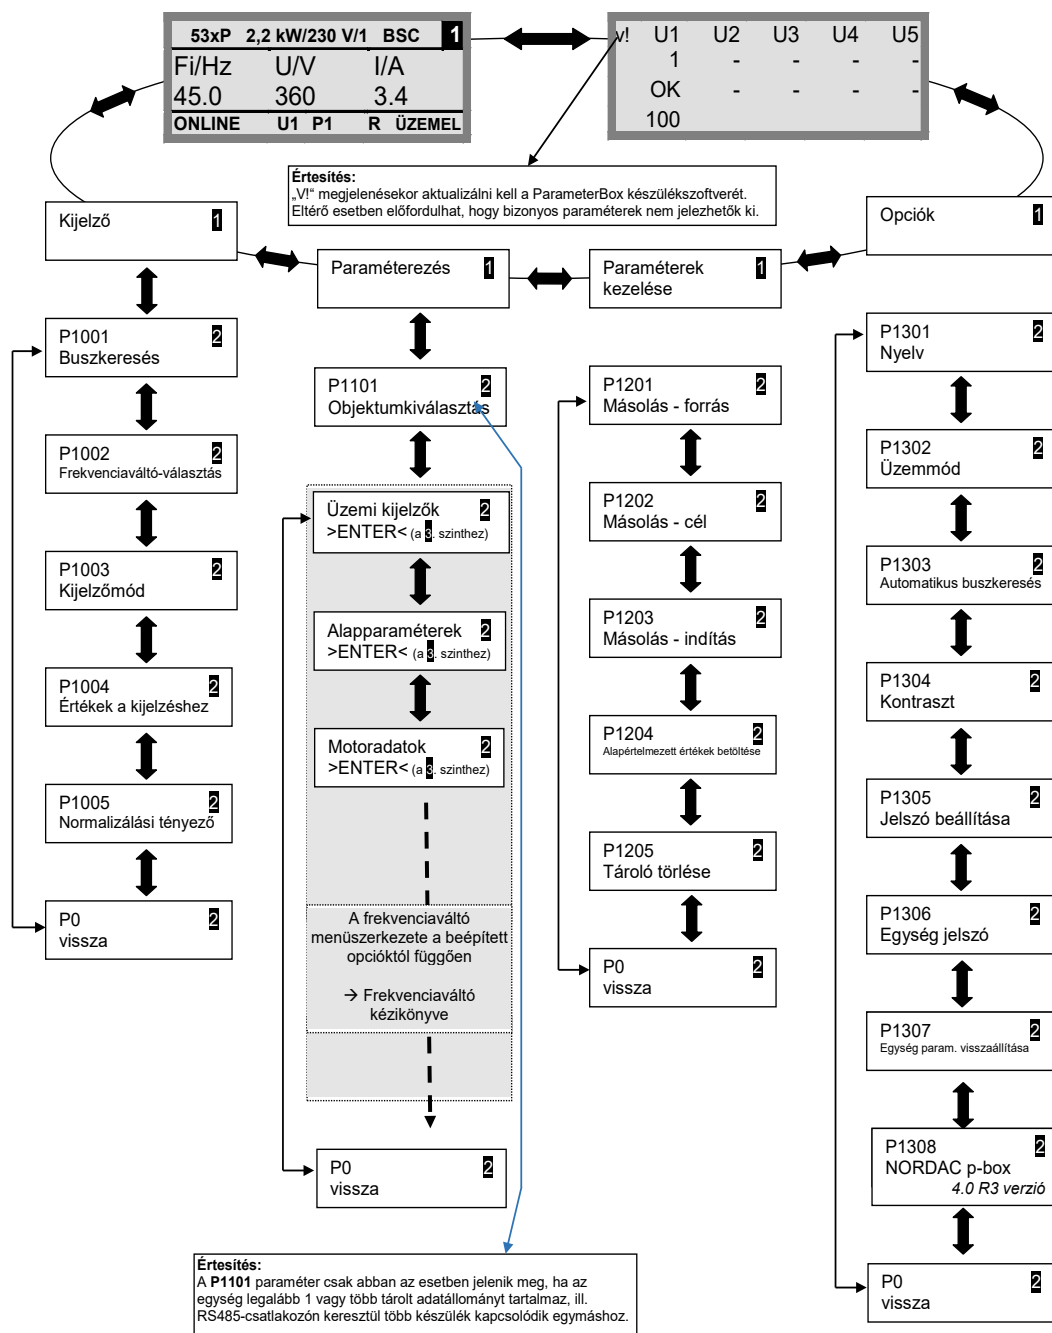 53xP 2,2 kW/230 V/1 BSC 1
Fi/Hz U/V I/A
45.0 360 3.4
ONLINE U1 P1 R ÜZEMEL
V! U1 U2 U3 U4 U5
1 - - - -
OK - - - -
100
Értesítés:
„V!“ megjelenésekor aktualizálni kell a ParameterBox készülékszoftverét.
Eltérő esetben előfordulhat, hogy bizonyos paraméterek nem jelezhetők ki.
Kijelző 1
Paraméterezés 1
Paraméterek 1
kezelése
Opciók 1
P1001 2
Buszkeresés
P1002 2
Frekvenciaváltó-választás
P1003 2
Kijelzőmód
P1004 2
Értékek a kijelzéshez
P1005 2
Normalizálási tényező
P0 2
vissza
P1101 2
Objektumkiválasztás
Üzemi kijelzők 2
>ENTER< (a 3. szinthez)
Alapparaméterek 2
>ENTER< (a 3. szinthez)
Motoradatok 2
>ENTER< (a 3. szinthez)
A frekvenciaváltó
menüszerkezete a beépített
opcióktól függően
→ Frekvenciaváltó
kézikönyve
P0 2
vissza
P1201 2
Másolás - forrás
P1202 2
Másolás - cél
P1203 2
Másolás - indítás
P1204 2
Alapértelmezett értékek betöltése
P1205 2
Tároló törlése
P0 2
vissza
P1301 2
Nyelv
P1302 2
Üzemmód
P1303 2
Automatikus buszkeresés
P1304 2
Kontraszt
P1305 2
Jelszó beállítása
P1306 2
Egység jelszó
P1307 2
Egység param. visszaállítása
P1308 2
NORDAC p-box
4.0 R3 verzió
P0 2
vissza
Értesítés:
A P1101 paraméter csak abban az esetben jelenik meg, ha az
egység legalább 1 vagy több tárolt adatállományt tartalmaz, ill.
RS485-csatlakozón keresztül több készülék kapcsolódik egymáshoz.